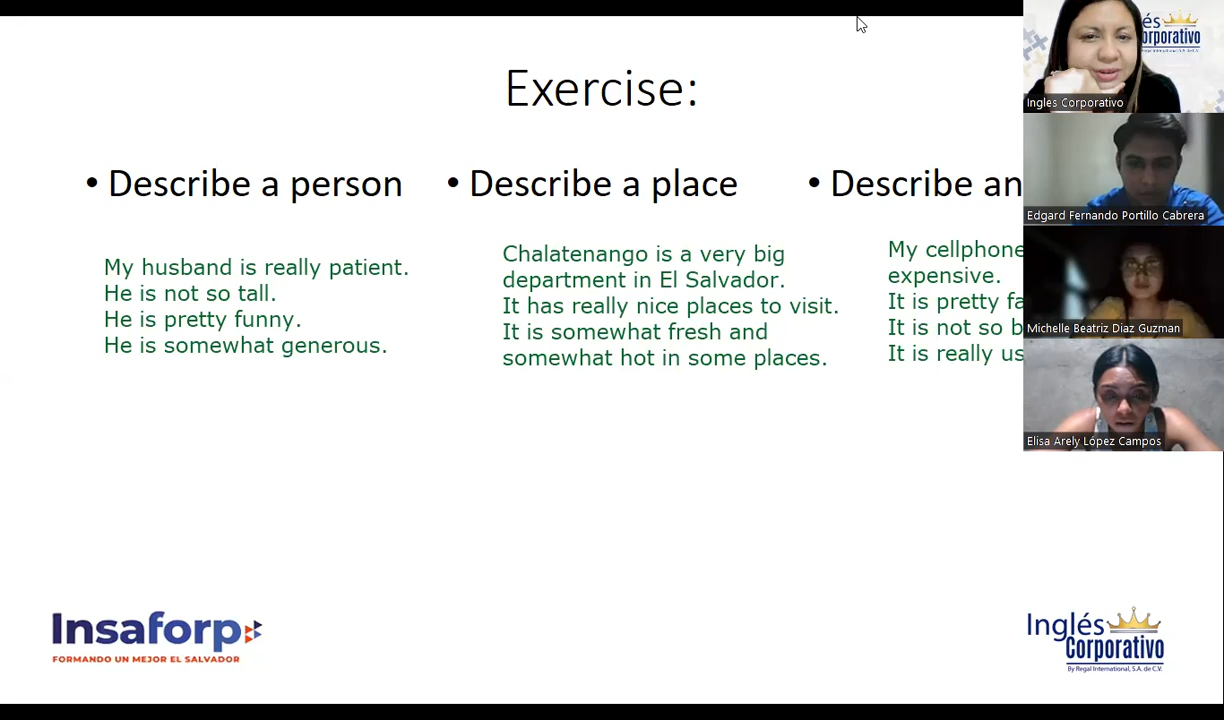 Exercise:
• Describe a person
My husband is really patient.
He is not so tall.
He is pretty funny.
He is somewhat generous.
• Describe a place
Chalatenango is a very big
department in El Salvador.
It has really nice places to visit.
It is somewhat fresh and
somewhat hot in some places.
• Describe an
My cellphone
expensive.
It is pretty
It is not so
It is really
Insaforp
FORMANDO UN MEJOR EL SALVADOR
Inglés
Corporativo
By Regal International, S.A. de C.V.
Inglés Corporativo
Edgard Fernando Portillo Cabrera
Michelle Beatriz Diaz Guzman
Elisa Arely López Campos